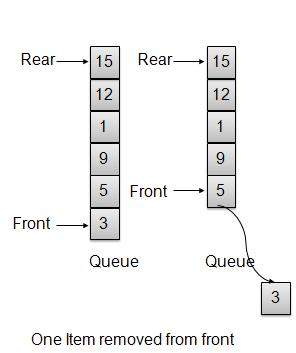 Rear 15 Rear 15
12 12
1 1
9 9
5 Front 5
Front 3
Queue Queue
3
One Item removed from front